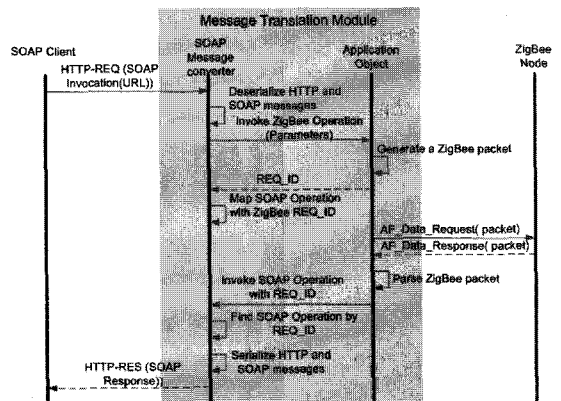 Message Translation Module
SOAP Client
SOAP
Message
converter
Application
Object
ZigBee
Node
HTTP-REQ (SOAP
Invocation(URL))
Deserialize HTTP and
SOAP messages
Invoke ZigBee Operation
(Parameters)
Generate a ZigBee packet
REQ_ID
Map SOAP Operation
with ZigBee REQ_ID
AF_Data_Request( packet)
AF_Data_Response( packet)
Parse ZigBee packet
Invoke SOAP Operation
with REQ_ID
Find SOAP Operation by
REQ_ID
Serialize HTTP and
SOAP messages
HTTP-RES (SOAP
Response))